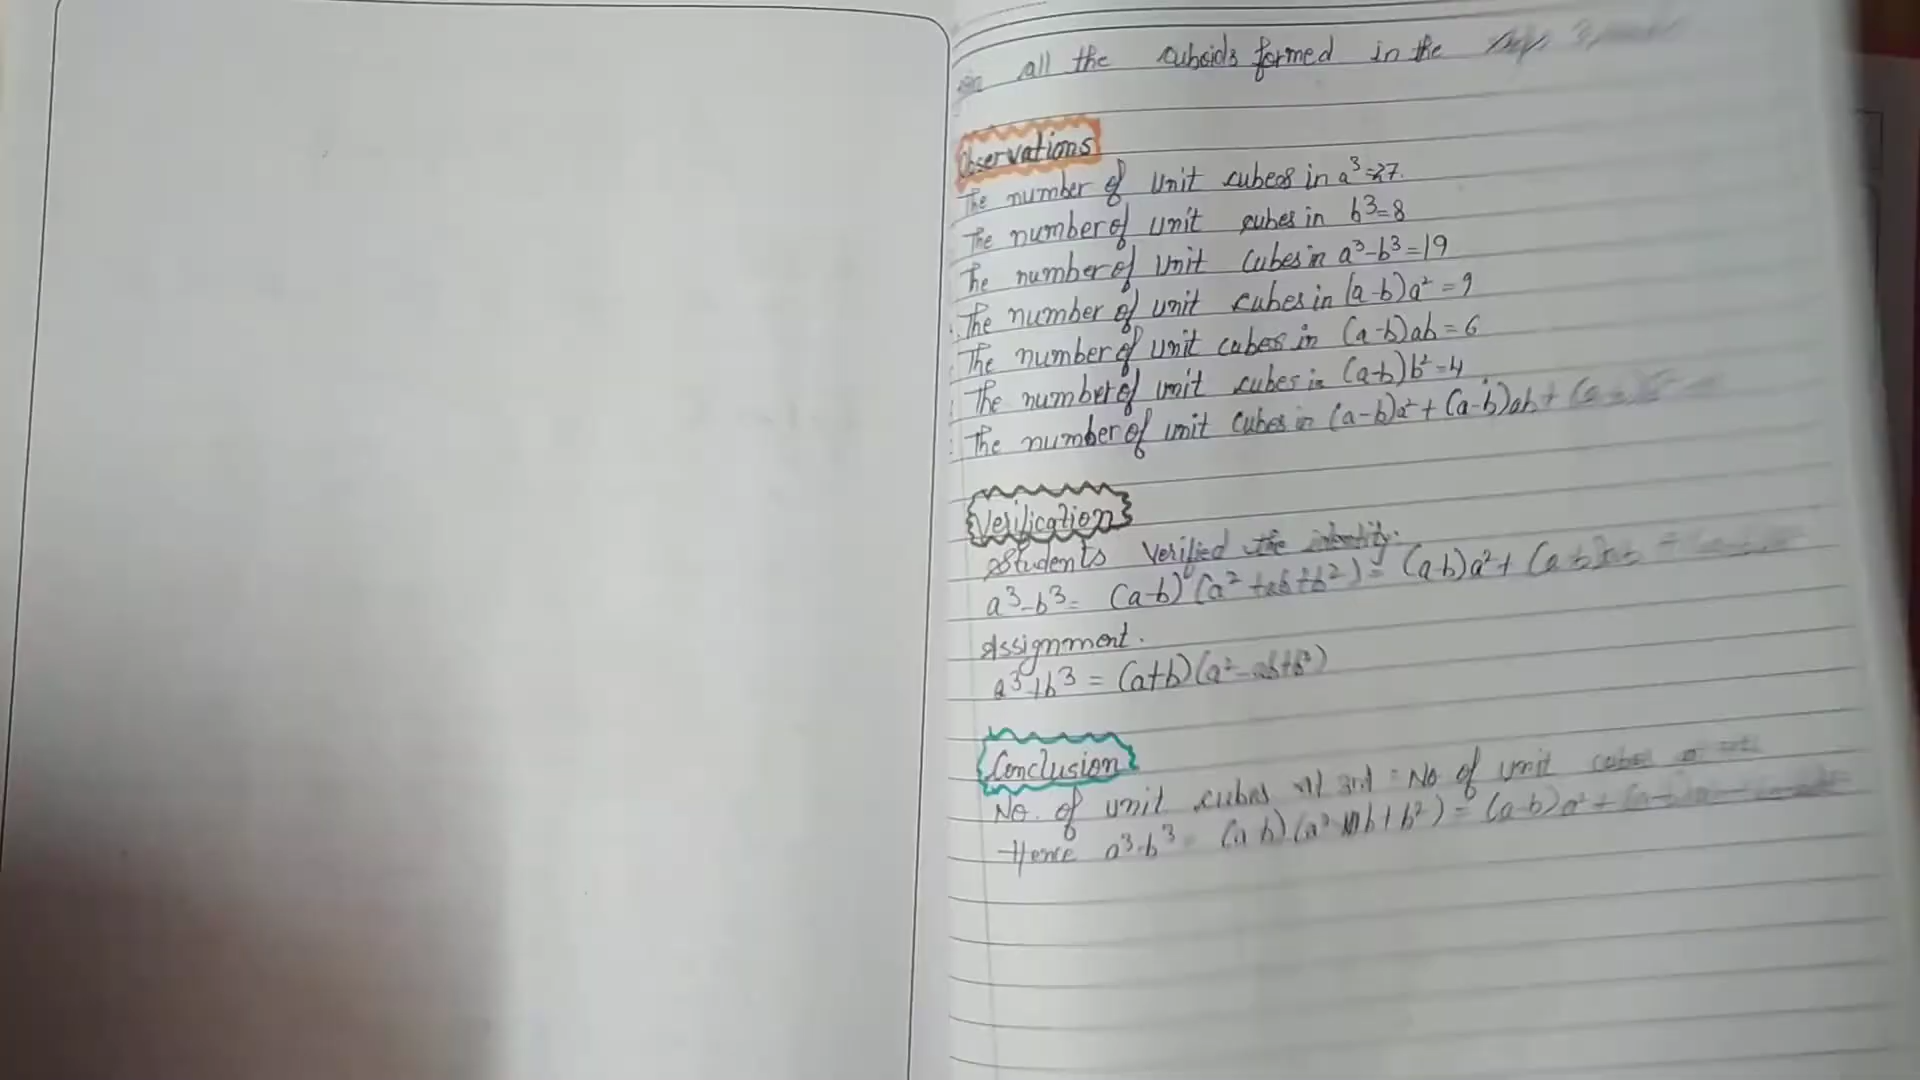 in all the cuboids formed in the
Observations
The number of unit cubes in a³=27.
The number of unit cubes in b³=8
The number of unit cubes in a³-b³=19
The number of unit cubes in (a-b)a² = 9
The number of unit cubes in (a-b)ab = 6
The number of unit cubes in (a-b)b²=4
The number of unit cubes in (a-b)a² + (a-b)ab +
Verification
Students verified the identity.
a³-b³= (a-b) (a² +ab+b²) = (a-b)a² + (a-b)ab +
Assignment.
a³+b³ = (a+b)(a²-ab+b²)
Conclusion
No. of unit cubes = No of unit cubes
Hence a³-b³ = (a-b) (a² ab+b²) = (a-b)a² +